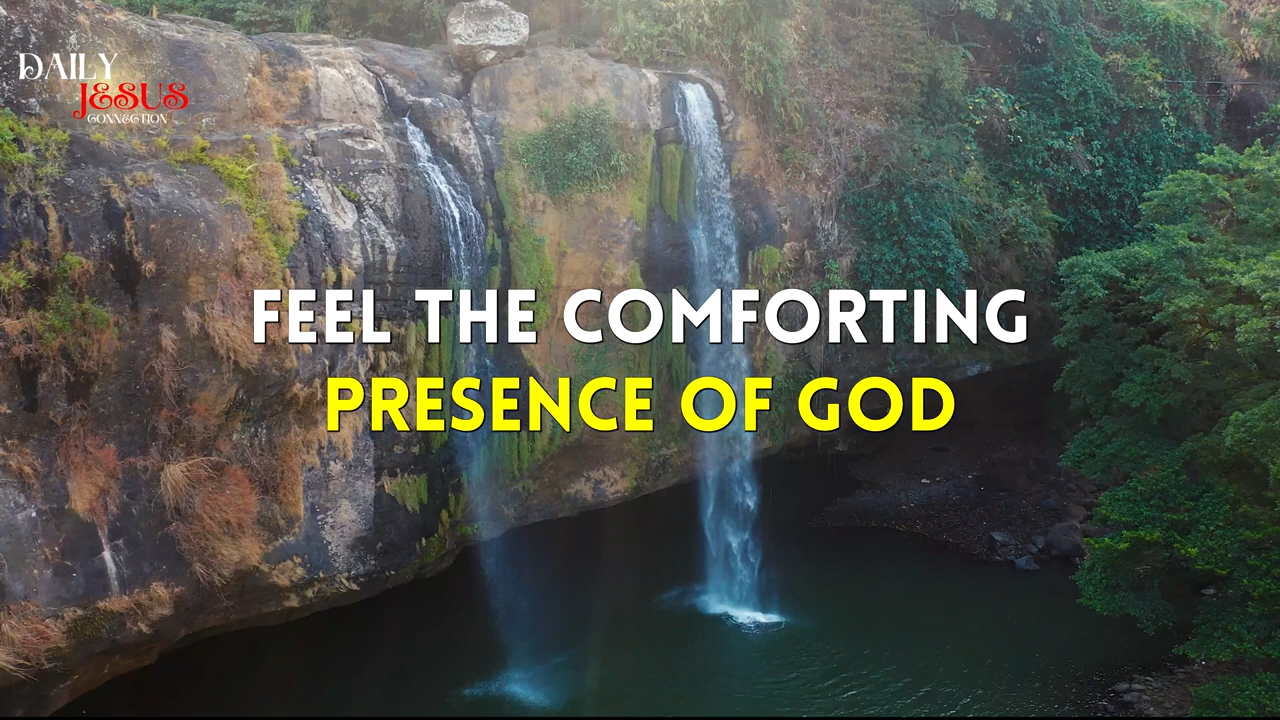 DAILY
JESUS
CONNECTION
FEEL THE COMFORTING
PRESENCE OF GOD